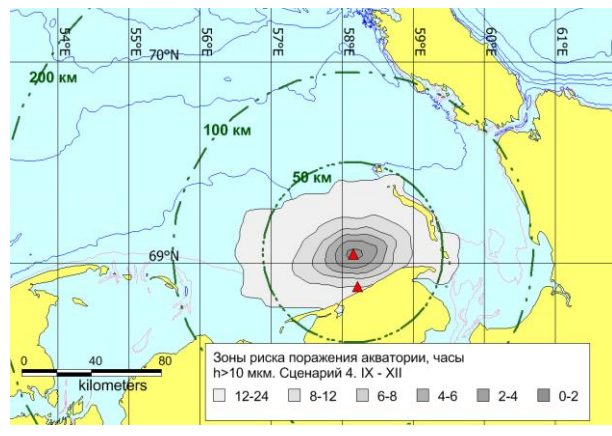 54°E 55°E 56°E 57°E 58°E 59°E 60°E 61°E
70°N
200 км
100 км
50 км
69°N
0 20 40 60 80
kilometers
Зоны риска поражения акватории, часы
h>10 мкм. Сценарий 4. IX - XII
12-24 8-12 6-8 4-6 2-4 0-2